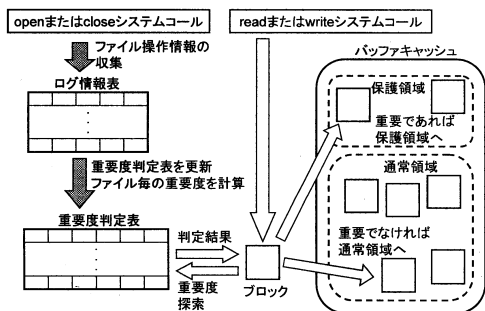 openまたはcloseシステムコール
readまたはwriteシステムコール
ファイル操作情報の
収集
ログ情報表
重要度判定表を更新
ファイル毎の重要度を計算
重要度判定表
判定結果
重要度
探索
ブロック
バッファキャッシュ
保護領域
重要であれば
保護領域へ
通常領域
重要でなければ
通常領域へ